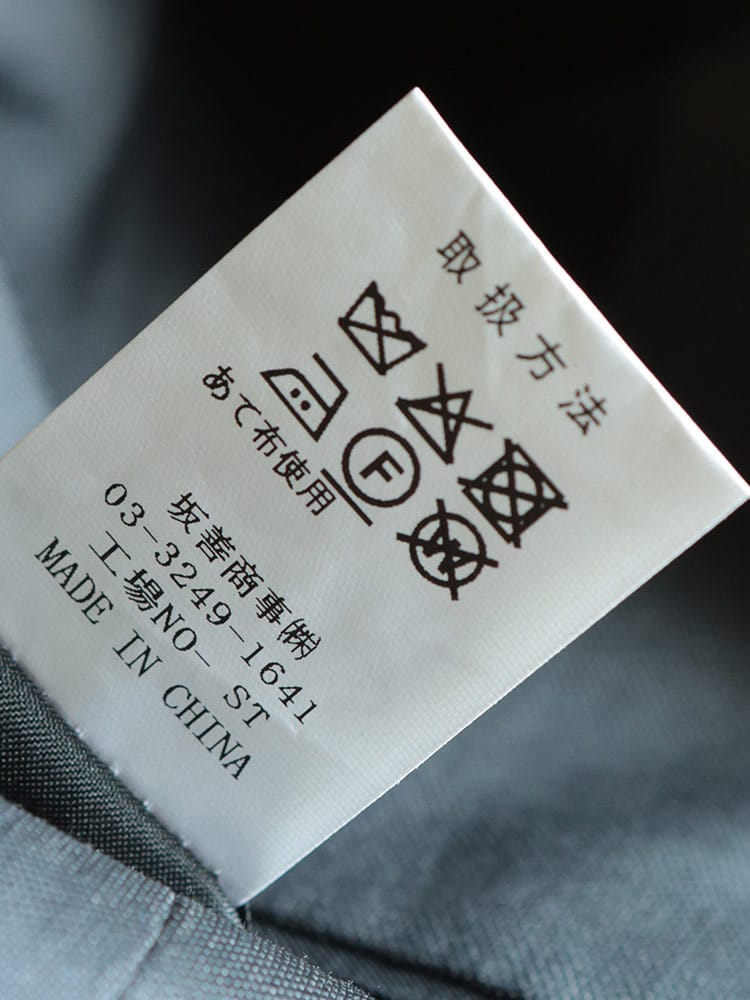 取扱方法
F
W
あて布使用
坂善商事㈱
03-3249-1641
工場NO- ST
MADE IN CHINA